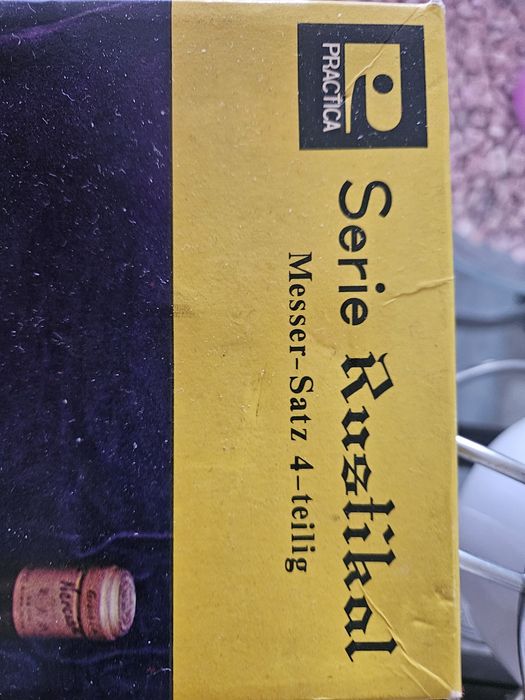 PRACTICA
Serie Rustikal
Messer-Satz 4-teilig